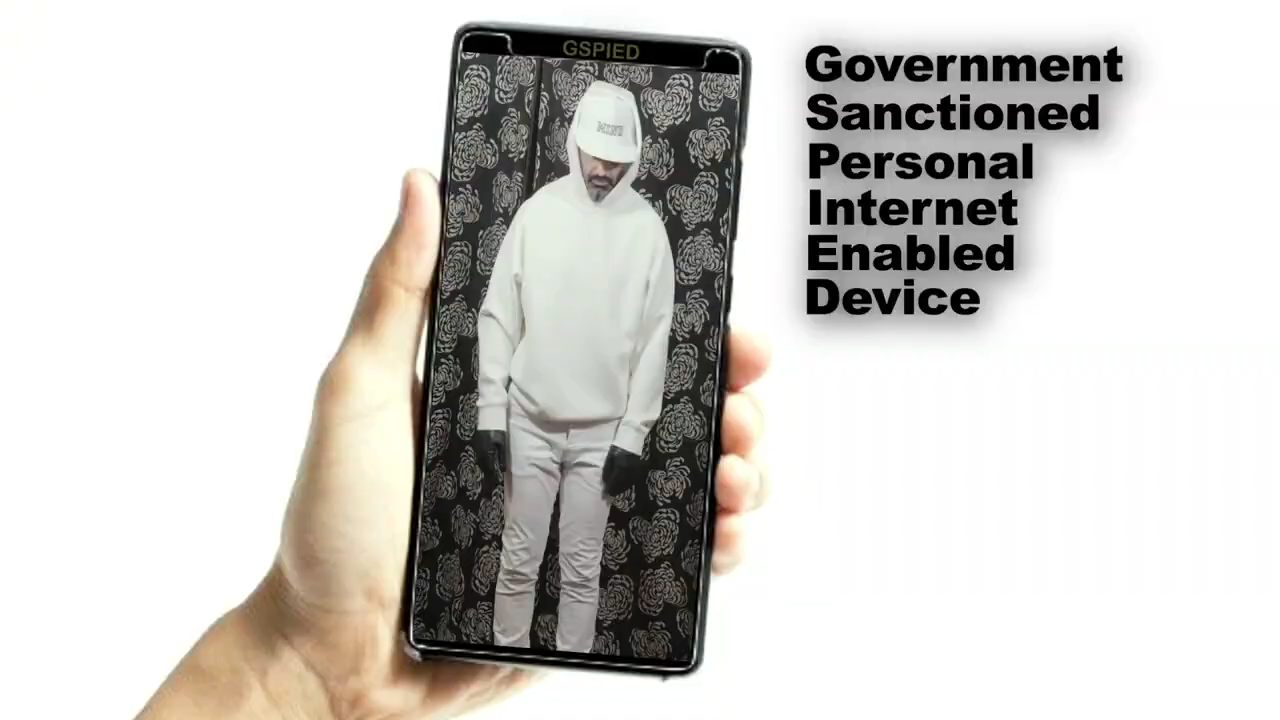 GSPIED
Government
Sanctioned
Personal
Internet
Enabled
Device